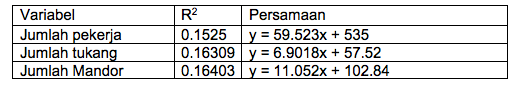 Variabel R² Persamaan
Jumlah pekerja 0.1525 y = 59.523x + 535
Jumlah tukang 0.16309 y = 6.9018x + 57.52
Jumlah Mandor 0.16403 y = 11.052x + 102.84